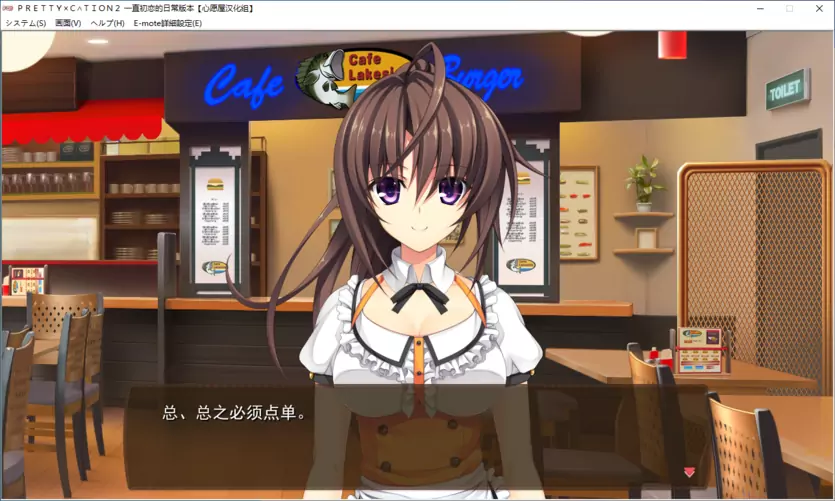 PRETTY×CATION2 一直初恋的日常版本【心愿屋汉化组】
システム(S) 画面(V) ヘルプ(H) E-mote詳細設定(E)
Cafe
Cafe
Burger
TOILET
总、总之必须点单。